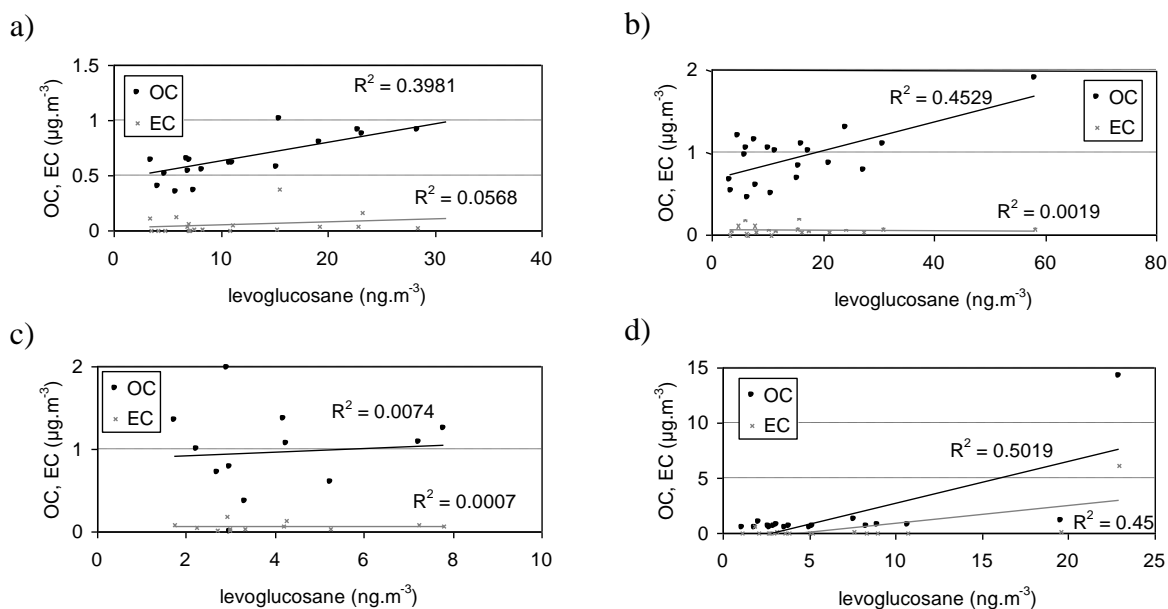 a)
OC, EC (µg.m⁻³)
1.5
1
0.5
0
OC
EC
R² = 0.3981
R² = 0.0568
0 10 20 30 40
levoglucosane (ng.m⁻³)
b)
OC, EC (µg.m⁻³)
2
1
0
R² = 0.4529
OC
EC
R² = 0.0019
0 20 40 60 80
levoglucosane (ng.m⁻³)
c)
OC, EC (µg.m⁻³)
2
1
0
OC
EC
R² = 0.0074
R² = 0.0007
0 2 4 6 8 10
levoglucosane (ng.m⁻³)
d)
OC, EC (µg.m⁻³)
15
10
5
0
OC
EC
R² = 0.5019
R² = 0.45
0 5 10 15 20 25
levoglucosane (ng.m⁻³)